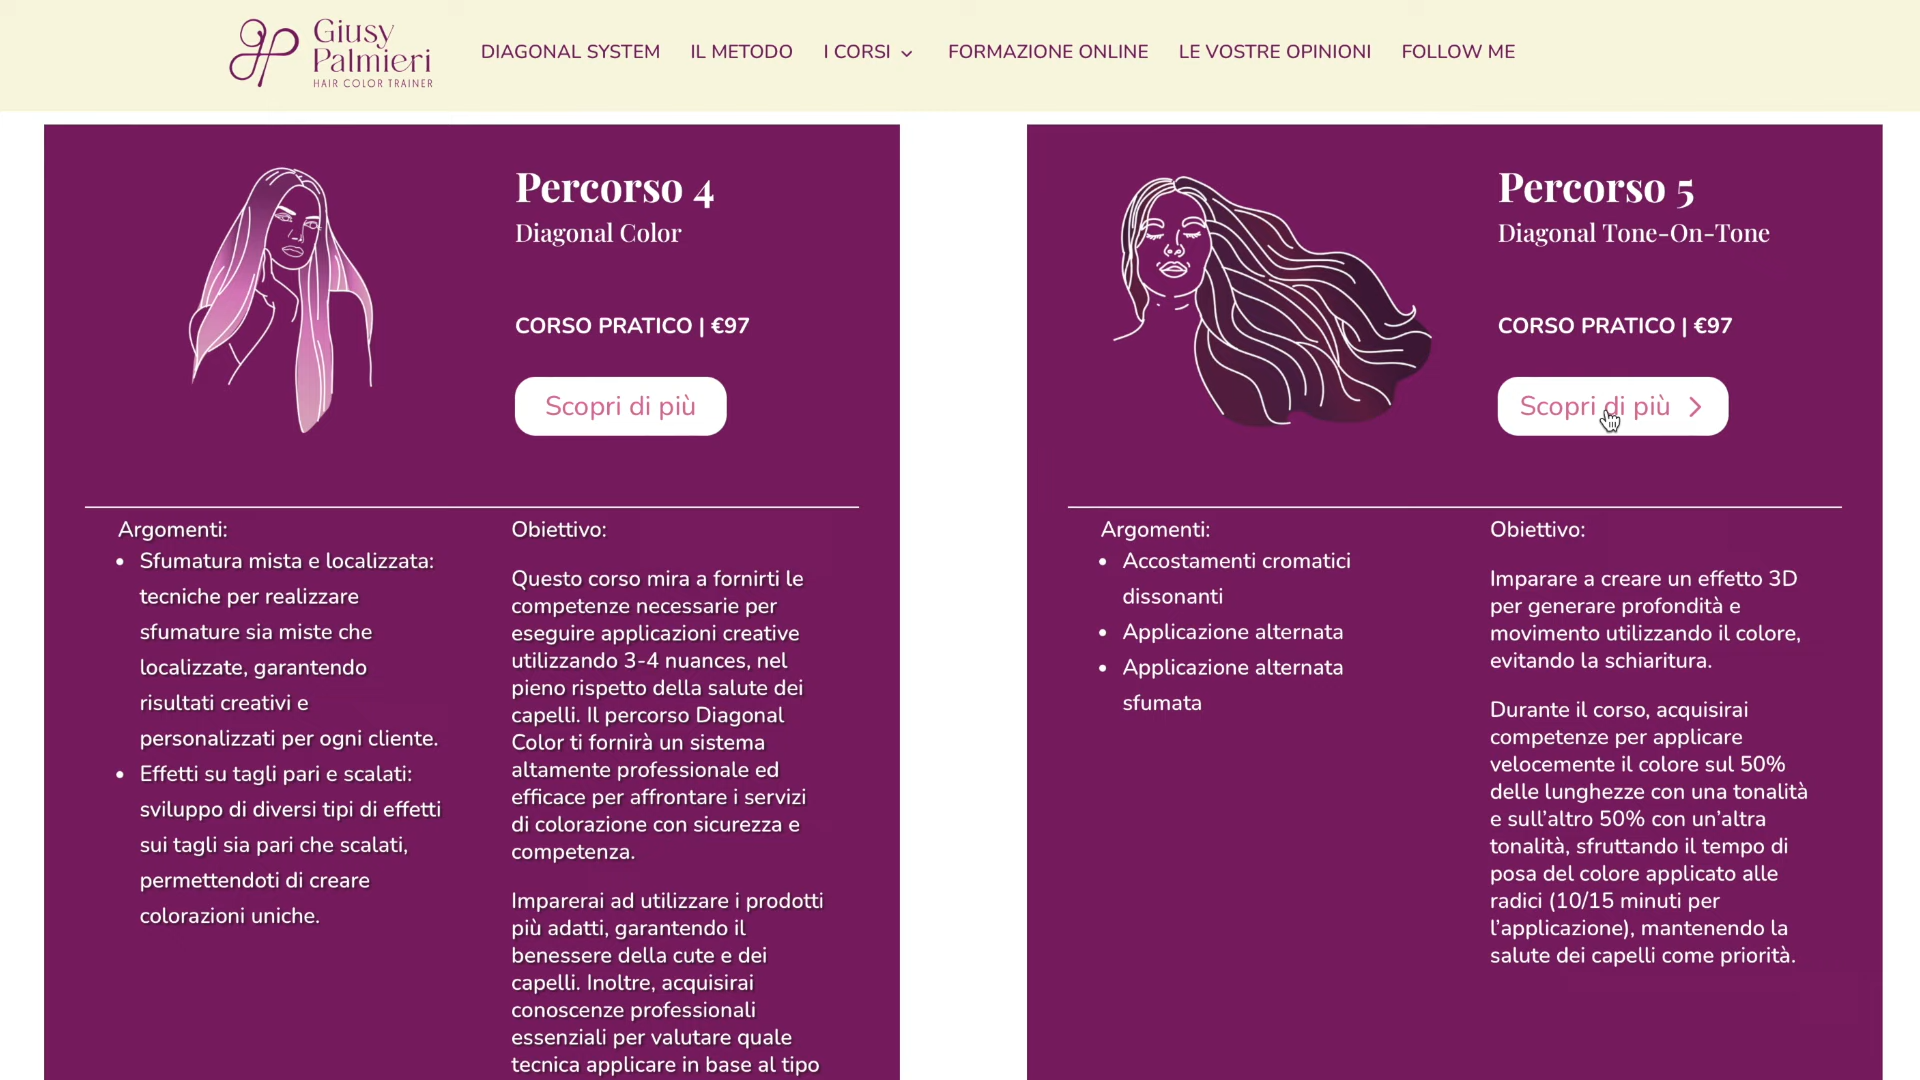 Giusy
Palmieri
HAIR COLOR TRAINER
DIAGONAL SYSTEM
IL METODO
I CORSI
FORMAZIONE ONLINE
LE VOSTRE OPINIONI
FOLLOW ME
Percorso 4
Diagonal Color
CORSO PRATICO | €97
Scopri di più
Argomenti:
• Sfumatura mista e localizzata:
tecniche per realizzare
sfumature sia miste che
localizzate, garantendo
risultati creativi e
personalizzati per ogni cliente.
• Effetti su tagli pari e scalati:
sviluppo di diversi tipi di effetti
sui tagli sia pari che scalati,
permettendoti di creare
colorazioni uniche.
Obiettivo:
Questo corso mira a fornirti le
competenze necessarie per
eseguire applicazioni creative
utilizzando 3-4 nuances, nel
pieno rispetto della salute dei
capelli. Il percorso Diagonal
Color ti fornirà un sistema
altamente professionale ed
efficace per affrontare i servizi
di colorazione con sicurezza e
competenza.
Imparerai ad utilizzare i prodotti
più adatti, garantendo il
benessere della cute e dei
capelli. Inoltre, acquisirai
conoscenze professionali
essenziali per valutare quale
tecnica applicare in base al tipo
Percorso 5
Diagonal Tone-On-Tone
CORSO PRATICO | €97
Scopri di più
Argomenti:
• Accostamenti cromatici
dissonanti
• Applicazione alternata
• Applicazione alternata
sfumata
Obiettivo:
Imparare a creare un effetto 3D
per generare profondità e
movimento utilizzando il colore,
evitando la schiaritura.
Durante il corso, acquisirai
competenze per applicare
velocemente il colore sul 50%
delle lunghezze con una tonalità
e sull’altro 50% con un’altra
tonalità, sfruttando il tempo di
posa del colore applicato alle
radici (10/15 minuti per
l’applicazione), mantenendo la
salute dei capelli come priorità.